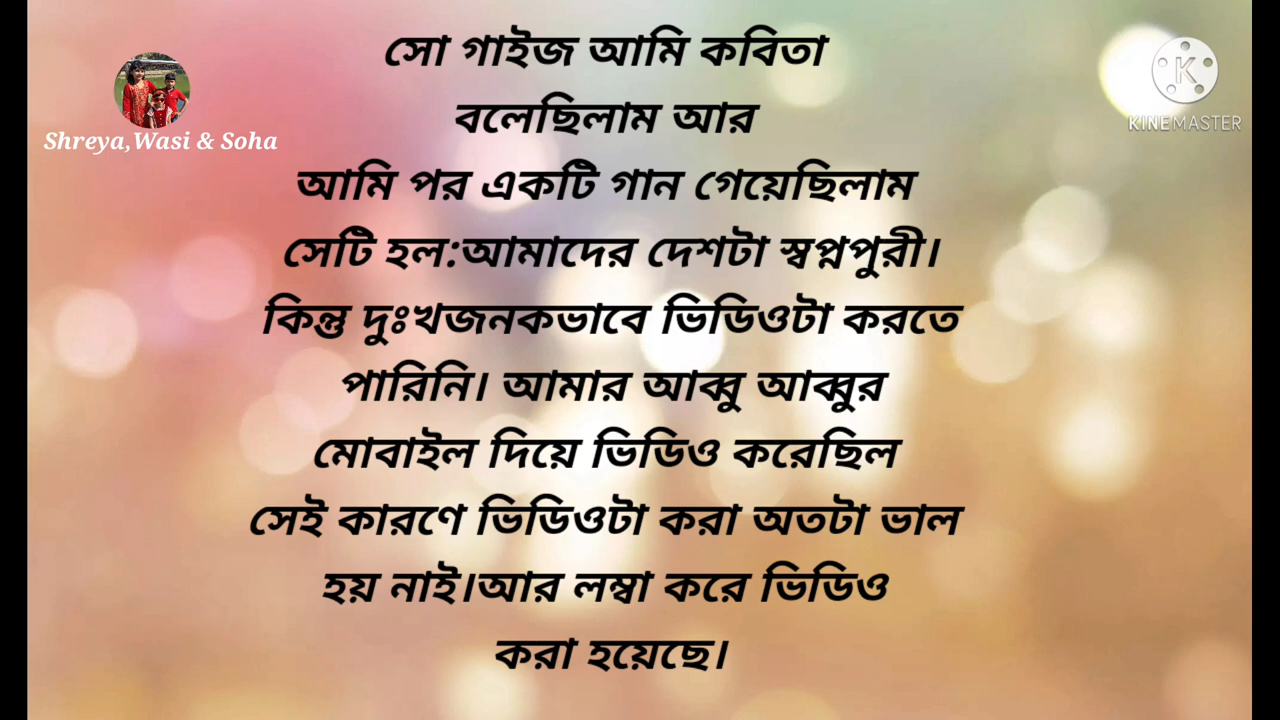 সো গাইজ আমি কবিতা
বলেছিলাম আর
আমি পর একটি গান গেয়েছিলাম
সেটি হল:আমাদের দেশটা স্বপ্নপুরী।
কিন্তু দুঃখজনকভাবে ভিডিওটা করতে
পারিনি। আমার আব্বু আব্বুর
মোবাইল দিয়ে ভিডিও করেছিল
সেই কারণে ভিডিওটা করা অতটা ভাল
হয় নাই।আর লম্বা করে ভিডিও
করা হয়েছে।
Shreya,Wasi & Soha
K
KINEMASTER